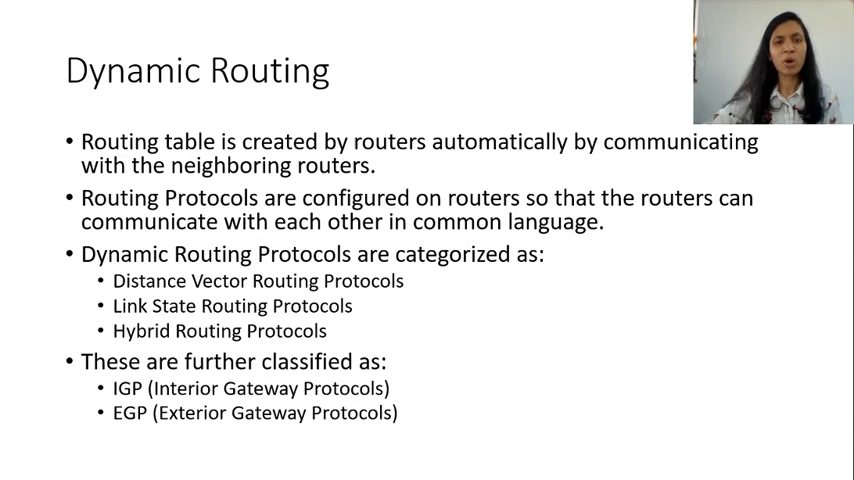 Dynamic Routing
• Routing table is created by routers automatically by communicating
with the neighboring routers.
• Routing Protocols are configured on routers so that the routers can
communicate with each other in common language.
• Dynamic Routing Protocols are categorized as:
• Distance Vector Routing Protocols
• Link State Routing Protocols
• Hybrid Routing Protocols
• These are further classified as:
• IGP (Interior Gateway Protocols)
• EGP (Exterior Gateway Protocols)